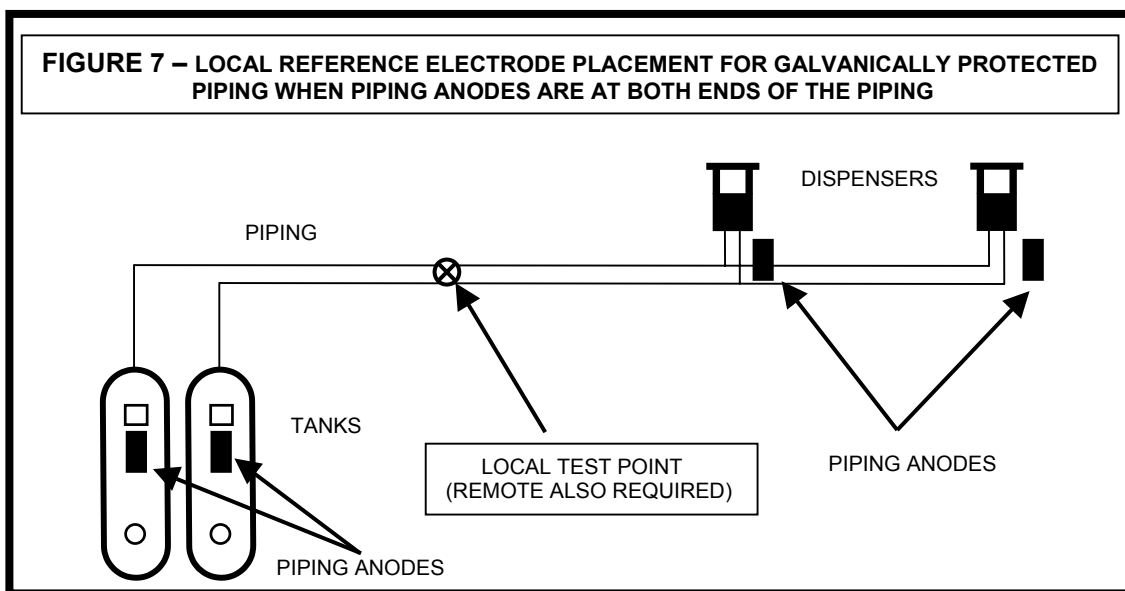 FIGURE 7 – LOCAL REFERENCE ELECTRODE PLACEMENT FOR GALVANICALLY PROTECTED
PIPING WHEN PIPING ANODES ARE AT BOTH ENDS OF THE PIPING
DISPENSERS
PIPING
TANKS
LOCAL TEST POINT
(REMOTE ALSO REQUIRED)
PIPING ANODES
PIPING ANODES